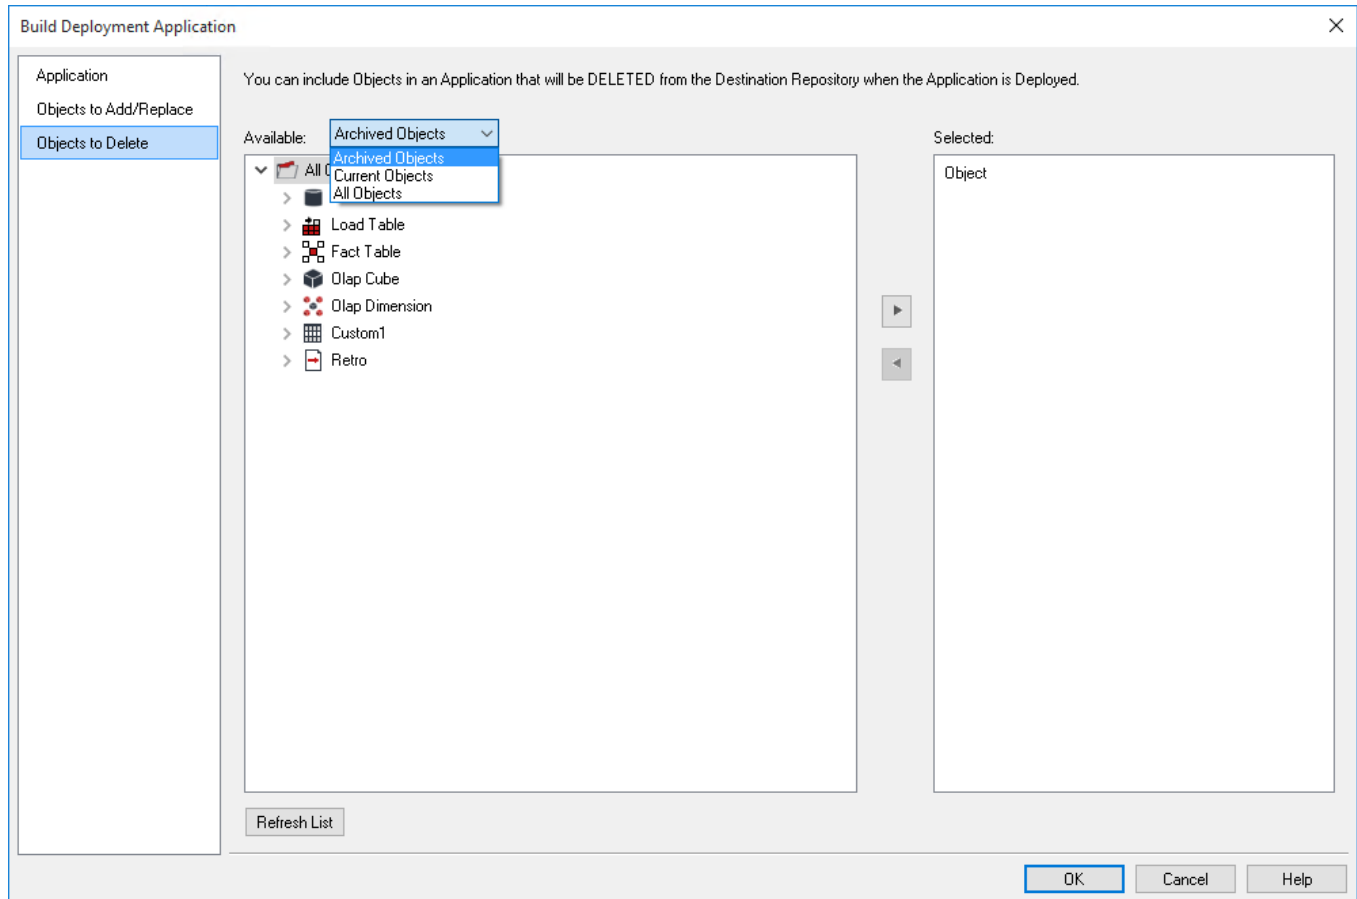 Build Deployment Application
Application
Objects to Add/Replace
Objects to Delete
You can include Objects in an Application that will be DELETED from the Destination Repository when the Application is Deployed.
Available:
Archived Objects
Archived Objects
Current Objects
All Objects
All
Load Table
Fact Table
Olap Cube
Olap Dimension
Custom1
Retro
Selected:
Object
Refresh List
OK Cancel Help